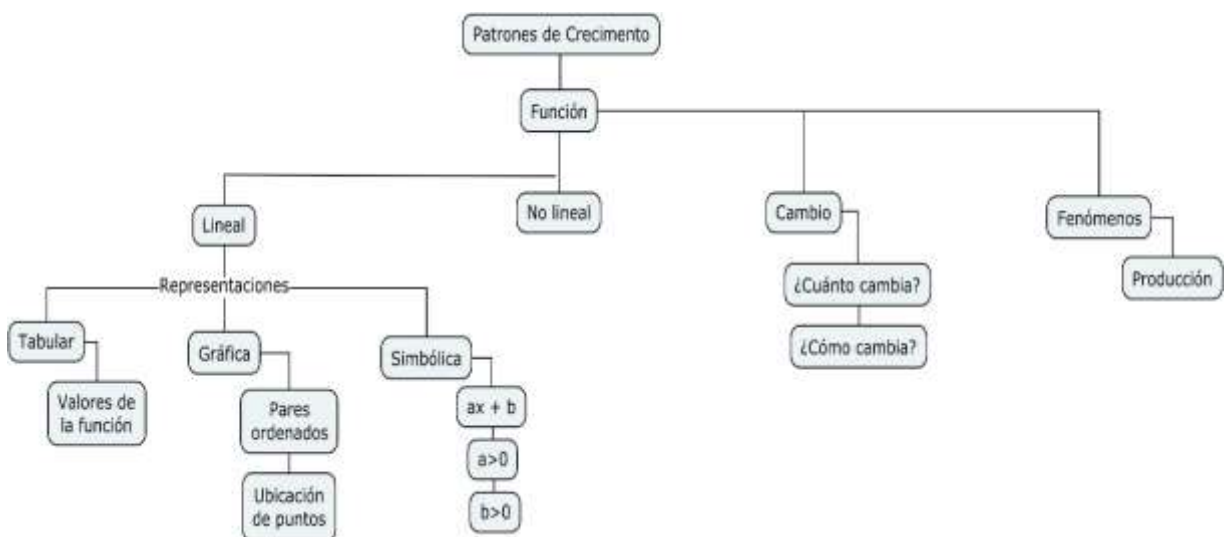 Patrones de Crecimento
Función
Lineal
No lineal
Cambio
Fenómenos
Representaciones
¿Cuánto cambia?
Producción
Tabular
Gráfica
Simbólica
¿Cómo cambia?
Valores de
la función
Pares
ordenados
ax + b
a>0
Ubicación
de puntos
b>0